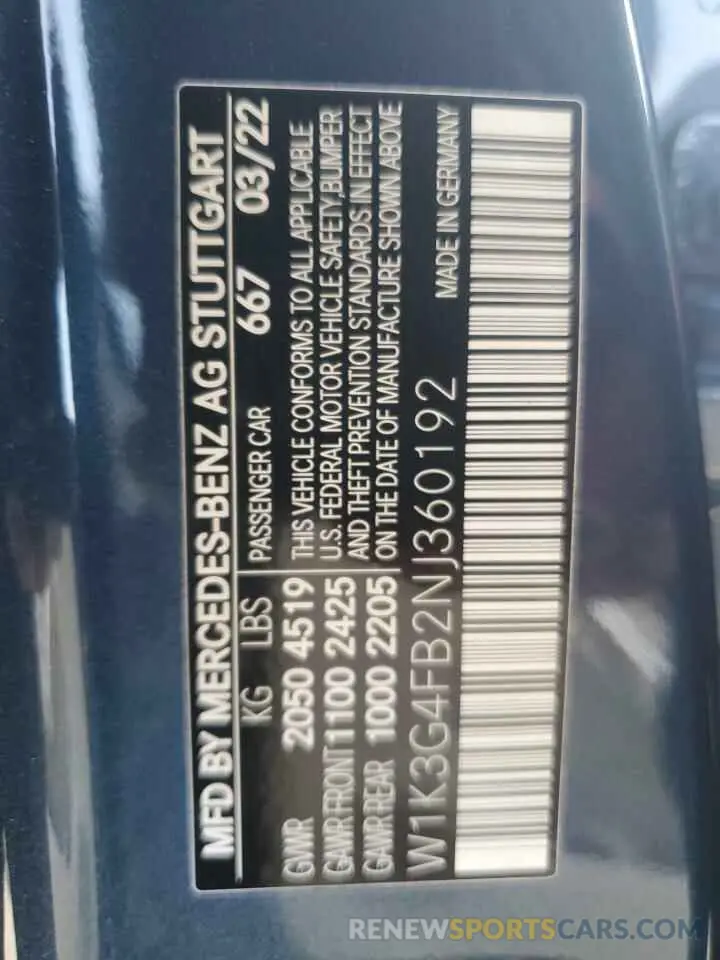 MFD BY MERCEDES-BENZ AG STUTTGART
KG LBS PASSENGER CAR 667 03/22
GWR 2050 4519 THIS VEHICLE CONFORMS TO ALL APPLICABLE
GAWR FRONT 1100 2425 U.S. FEDERAL MOTOR VEHICLE SAFETY, BUMPER,
AND THEFT PREVENTION STANDARDS IN EFFECT
GAWR REAR 1000 2205 ON THE DATE OF MANUFACTURE SHOWN ABOVE
W1K3G4FB2NJ360192 MADE IN GERMANY
RENEWSPORTSCARS.COM